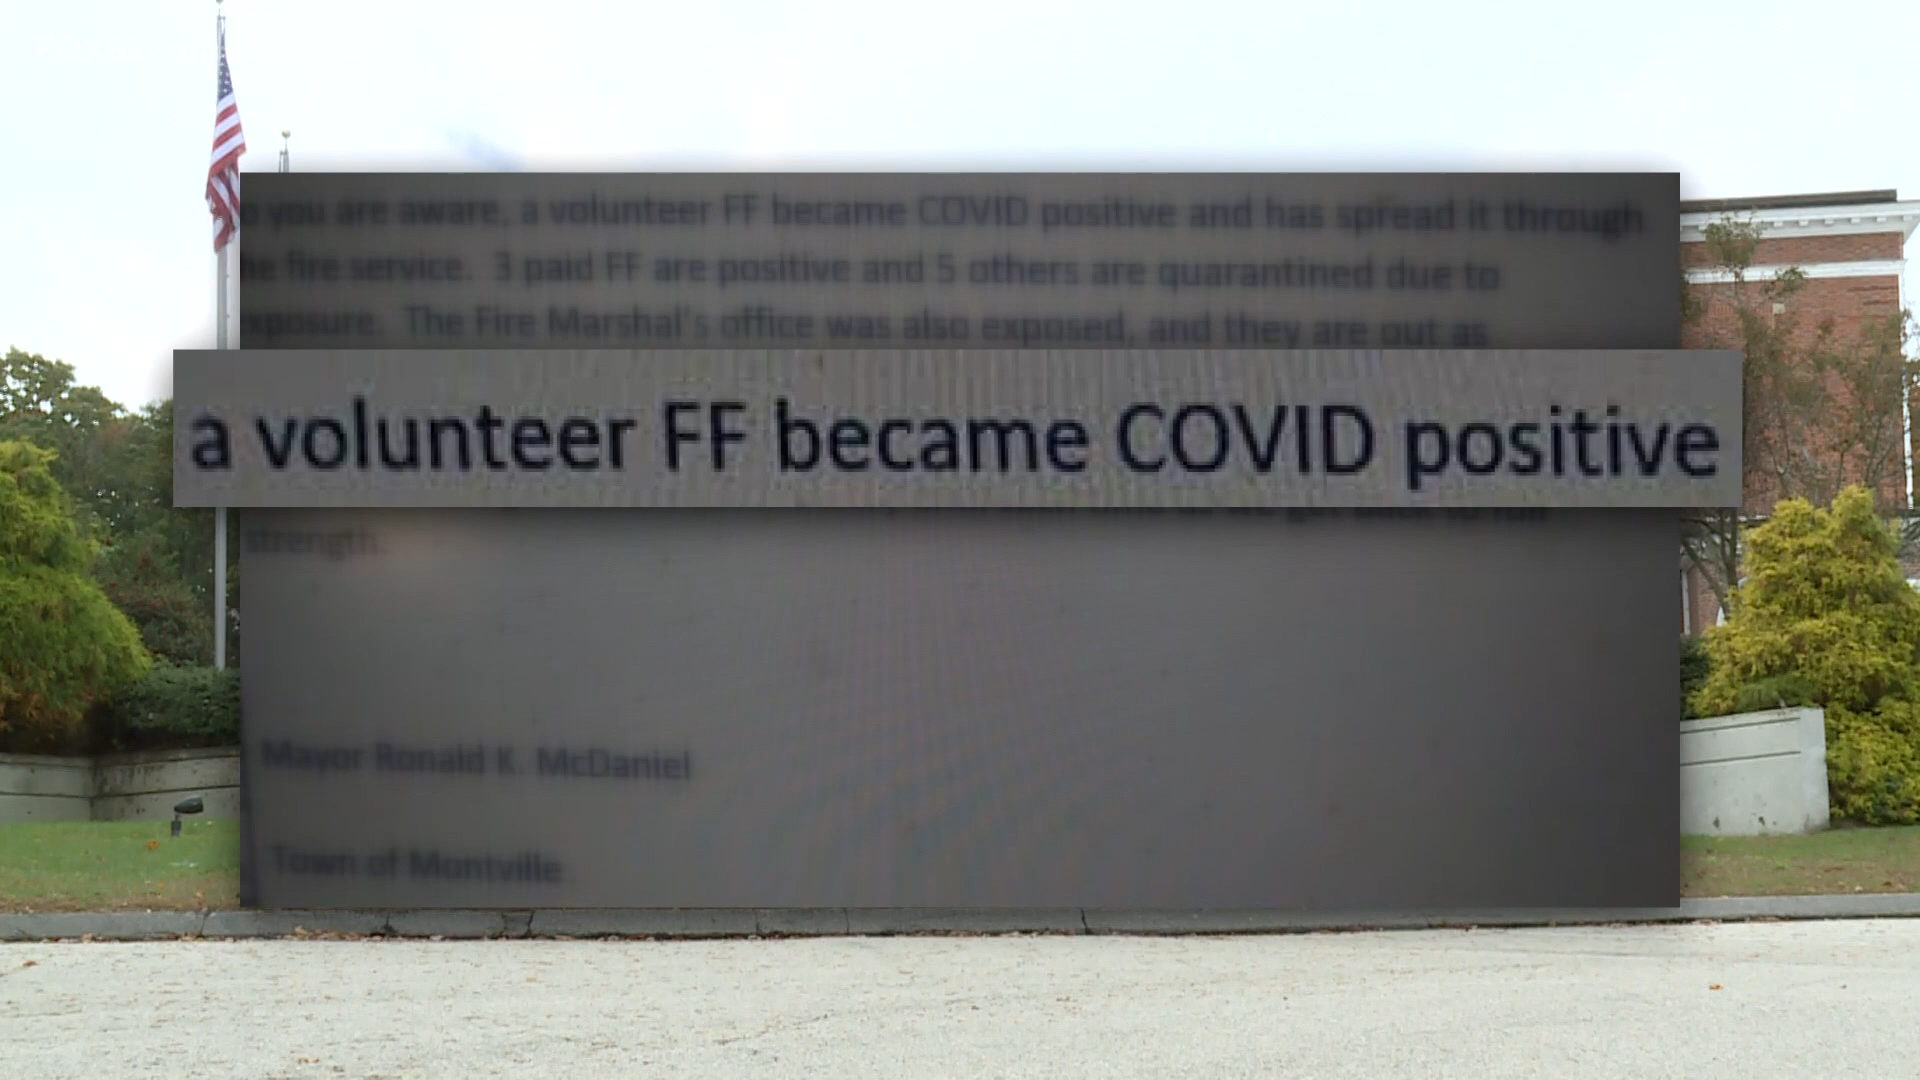 you are aware, a volunteer FF became COVID positive and has spread it through
he fire service. 3 paid FF are positive and 5 others are quarantined due to
xposure. The Fire Marshal's office was also exposed, and they are out as
a volunteer FF became COVID positive
strength.
Mayor Ronald K. McDaniel
Town of Montville